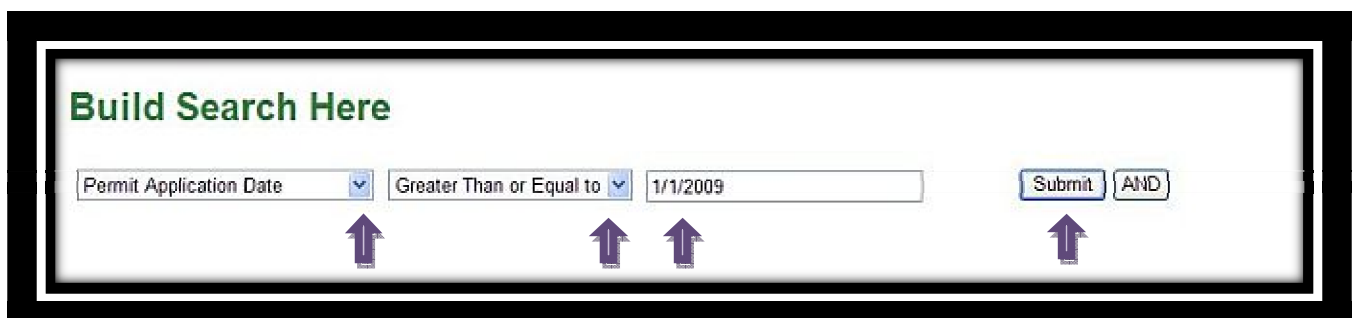 Build Search Here
Permit Application Date Greater Than or Equal to 1/1/2009 Submit AND